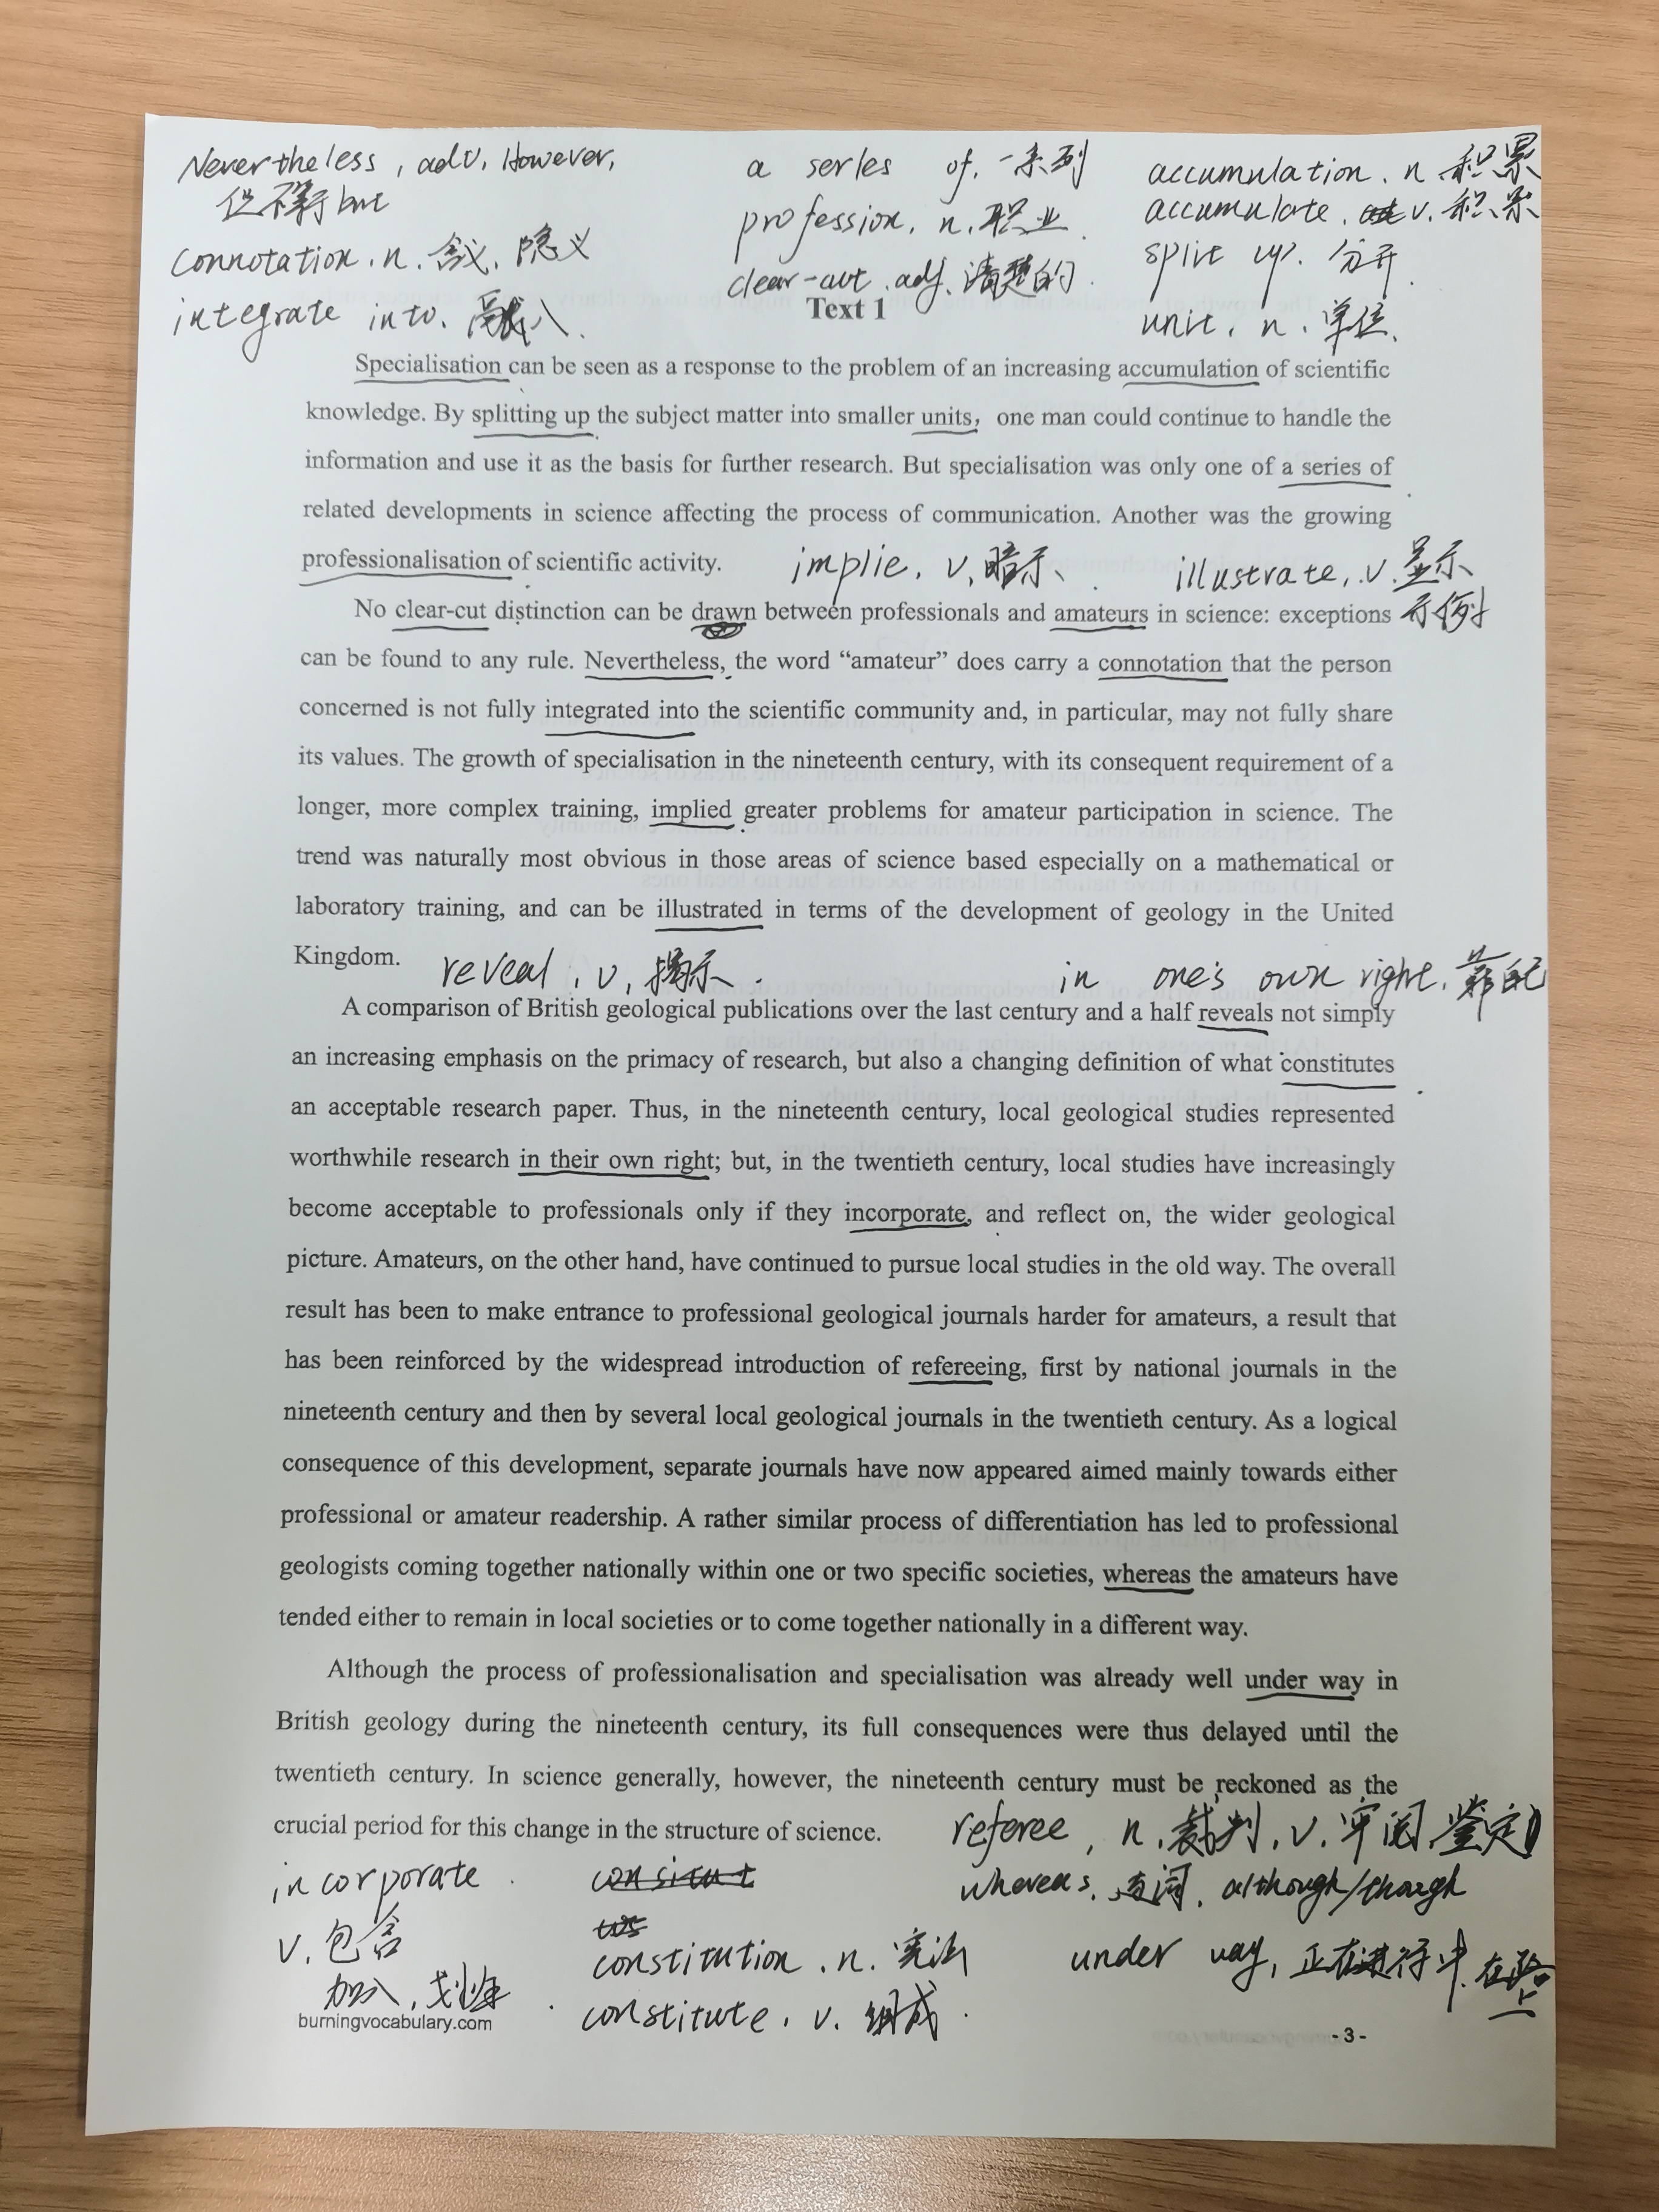 Nevertheless, adv. However,
but
a series of. 一系列
accumulation. n 积累
accumulate. v. 积累
connotation. n. 含义、隐义
profession. n. 职业
split up. 分开
integrate into. 融入
clear-cut. adj. 清楚的
unit. n. 单位
Text 1
Specialisation can be seen as a response to the problem of an increasing accumulation of scientific
knowledge. By splitting up the subject matter into smaller units, one man could continue to handle the
information and use it as the basis for further research. But specialisation was only one of a series of
related developments in science affecting the process of communication. Another was the growing
professionalisation of scientific activity.
implie. v. 暗示、
illustrate, v. 显示
示例
No clear-cut distinction can be drawn between professionals and amateurs in science: exceptions
can be found to any rule. Nevertheless, the word “amateur” does carry a connotation that the person
concerned is not fully integrated into the scientific community and, in particular, may not fully share
its values. The growth of specialisation in the nineteenth century, with its consequent requirement of a
longer, more complex training, implied greater problems for amateur participation in science. The
trend was naturally most obvious in those areas of science based especially on a mathematical or
laboratory training, and can be illustrated in terms of the development of geology in the United
Kingdom.
reveal, v, 揭示.
in one's own right. 靠自己
A comparison of British geological publications over the last century and a half reveals not simply
an increasing emphasis on the primacy of research, but also a changing definition of what constitutes
an acceptable research paper. Thus, in the nineteenth century, local geological studies represented
worthwhile research in their own right; but, in the twentieth century, local studies have increasingly
become acceptable to professionals only if they incorporate, and reflect on, the wider geological
picture. Amateurs, on the other hand, have continued to pursue local studies in the old way. The overall
result has been to make entrance to professional geological journals harder for amateurs, a result that
has been reinforced by the widespread introduction of refereeing, first by national journals in the
nineteenth century and then by several local geological journals in the twentieth century. As a logical
consequence of this development, separate journals have now appeared aimed mainly towards either
professional or amateur readership. A rather similar process of differentiation has led to professional
geologists coming together nationally within one or two specific societies, whereas the amateurs have
tended either to remain in local societies or to come together nationally in a different way.
Although the process of professionalisation and specialisation was already well under way in
British geology during the nineteenth century, its full consequences were thus delayed until the
twentieth century. In science generally, however, the nineteenth century must be reckoned as the
crucial period for this change in the structure of science.
referee, n. 裁判, v. 审阅, 鉴定
incorporate
whereas. 连词. although/though
v. 包含
constitution. n. 宪法
under way, 正在进行中.
加入, 划归
constitute. v. 组成.
burningvocabulary.com
- 3 -